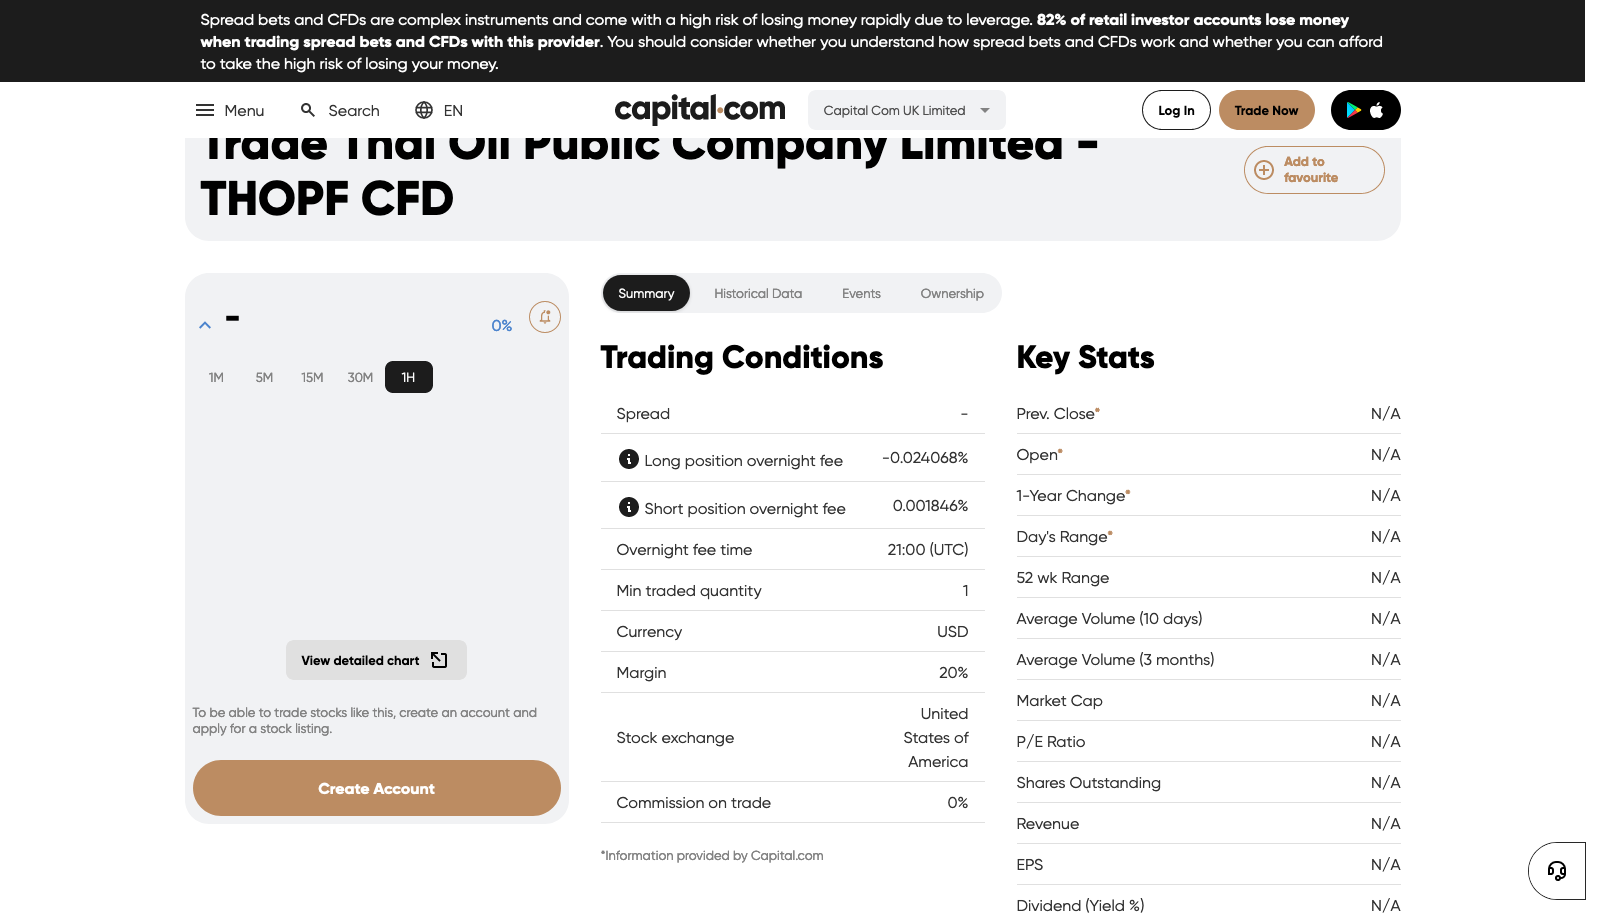 Spread bets and CFDs are complex instruments and come with a high risk of losing money rapidly due to leverage. 82% of retail investor accounts lose money
when trading spread bets and CFDs with this provider. You should consider whether you understand how spread bets and CFDs work and whether you can afford
to take the high risk of losing your money.
Menu
Search
EN
capital.com
Capital Com UK Limited
Log In
Trade Now
Trade Thai Oil Public Company Limited -
THOPF CFD
Add to
favourite
-
0%
1M
5M
15M
30M
1H
View detailed chart
To be able to trade stocks like this, create an account and
apply for a stock listing.
Create Account
Summary
Historical Data
Events
Ownership
Trading Conditions
Spread -
Long position overnight fee -0.024068%
Short position overnight fee 0.001846%
Overnight fee time 21:00 (UTC)
Min traded quantity 1
Currency USD
Margin 20%
Stock exchange United
States of
America
Commission on trade 0%
*Information provided by Capital.com
Key Stats
Prev. Close* N/A
Open* N/A
1-Year Change* N/A
Day's Range* N/A
52 wk Range N/A
Average Volume (10 days) N/A
Average Volume (3 months) N/A
Market Cap N/A
P/E Ratio N/A
Shares Outstanding N/A
Revenue N/A
EPS N/A
Dividend (Yield %) N/A